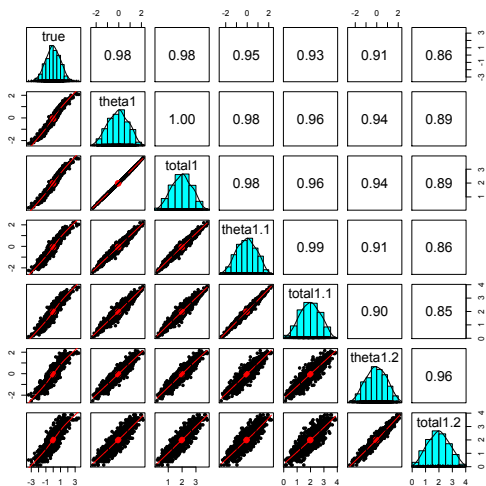 -2 0 2 -2 0 2 -2 0 2
true 0.98 0.98 0.95 0.93 0.91 0.86 -3 -1 1 3
-2 0 2 theta1 1.00 0.98 0.96 0.94 0.89
total1 0.98 0.96 0.94 0.89 1 2 3
-2 0 2 theta1.1 0.99 0.91 0.86
total1.1 0.90 0.85 0 1 2 3 4
-2 0 2 theta1.2 0.96
total1.2 0 1 2 3 4
-3 -1 1 3 1 2 3 0 1 2 3 4 0 1 2 3 4